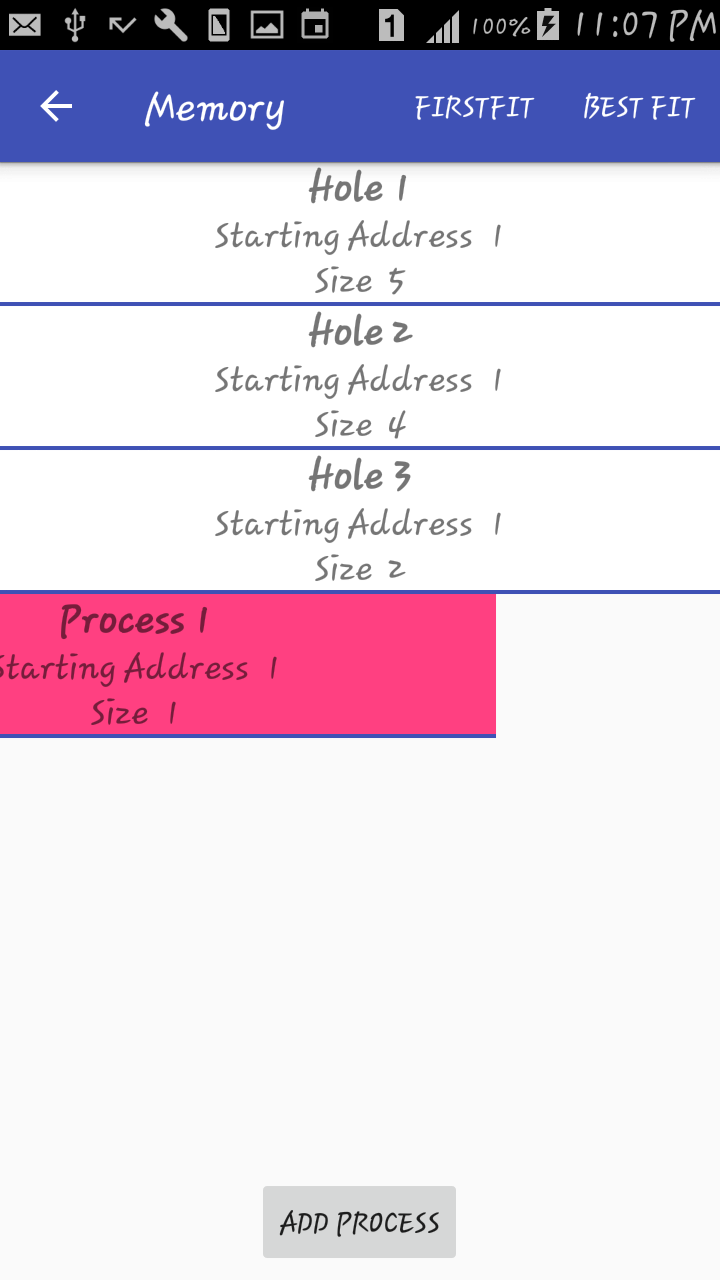 1 100% 11:07 PM
Memory FIRSTFIT BEST FIT
Hole 1
Starting Address 1
Size 5
Hole 2
Starting Address 1
Size 4
Hole 3
Starting Address 1
Size 2
Process 1
Starting Address 1
Size 1
ADD PROCESS